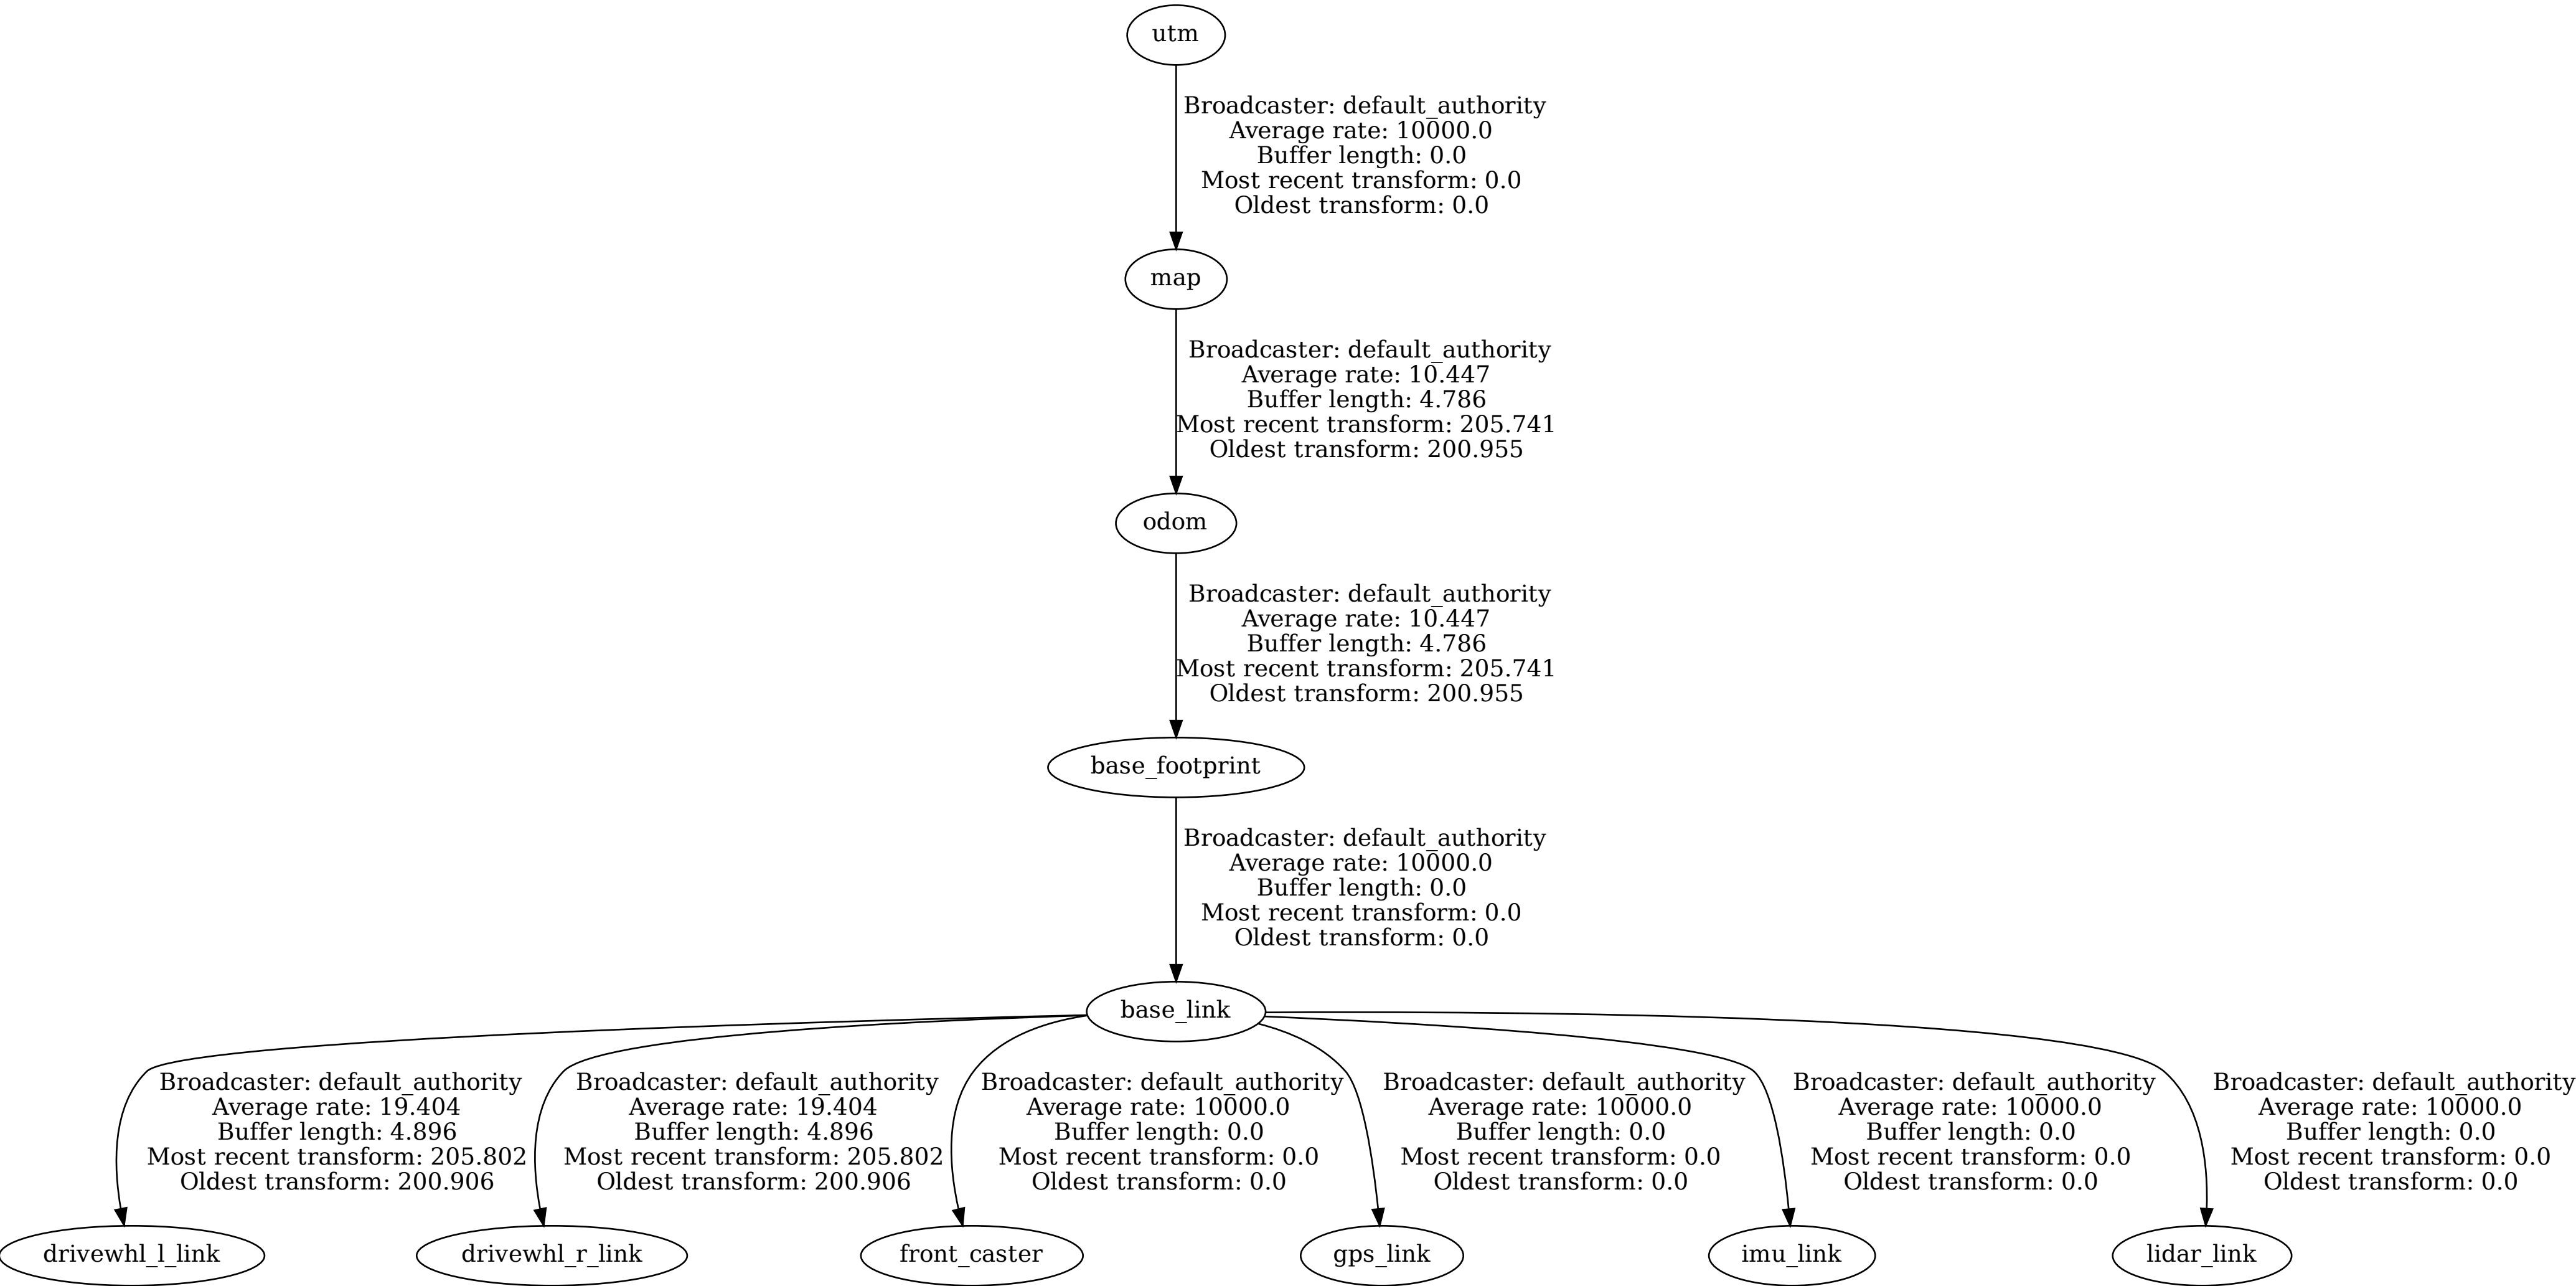 utm
Broadcaster: default_authority
Average rate: 10000.0
Buffer length: 0.0
Most recent transform: 0.0
Oldest transform: 0.0
map
Broadcaster: default_authority
Average rate: 10.447
Buffer length: 4.786
Most recent transform: 205.741
Oldest transform: 200.955
odom
Broadcaster: default_authority
Average rate: 10.447
Buffer length: 4.786
Most recent transform: 205.741
Oldest transform: 200.955
base_footprint
Broadcaster: default_authority
Average rate: 10000.0
Buffer length: 0.0
Most recent transform: 0.0
Oldest transform: 0.0
base_link
Broadcaster: default_authority
Average rate: 19.404
Buffer length: 4.896
Most recent transform: 205.802
Oldest transform: 200.906
Broadcaster: default_authority
Average rate: 19.404
Buffer length: 4.896
Most recent transform: 205.802
Oldest transform: 200.906
Broadcaster: default_authority
Average rate: 10000.0
Buffer length: 0.0
Most recent transform: 0.0
Oldest transform: 0.0
Broadcaster: default_authority
Average rate: 10000.0
Buffer length: 0.0
Most recent transform: 0.0
Oldest transform: 0.0
Broadcaster: default_authority
Average rate: 10000.0
Buffer length: 0.0
Most recent transform: 0.0
Oldest transform: 0.0
Broadcaster: default_authority
Average rate: 10000.0
Buffer length: 0.0
Most recent transform: 0.0
Oldest transform: 0.0
drivewhl_l_link
drivewhl_r_link
front_caster
gps_link
imu_link
lidar_link